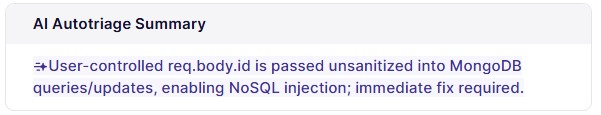 AI Autotriage Summary
User-controlled req.body.id is passed unsanitized into MongoDB
queries/updates, enabling NoSQL injection; immediate fix required.